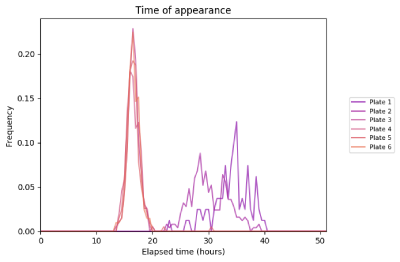 Time of appearance
Frequency
0.20
0.15
0.10
0.05
0.00
0
10
20
30
40
50
Elapsed time (hours)
Plate 1
Plate 2
Plate 3
Plate 4
Plate 5
Plate 6